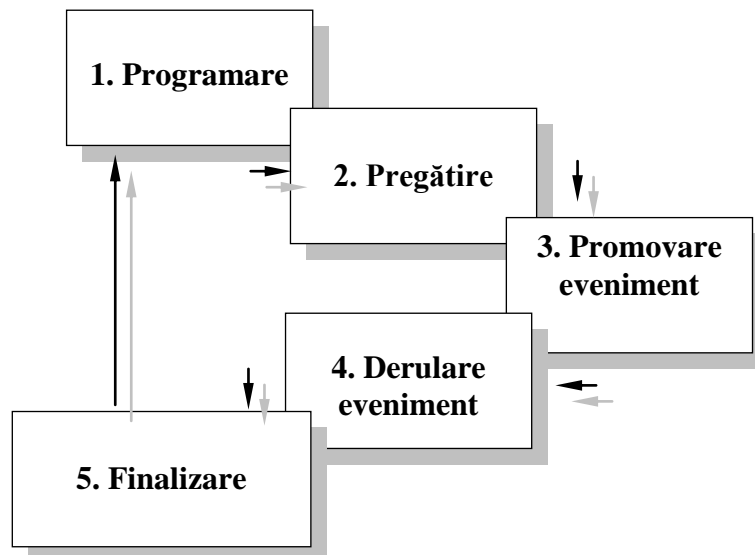 1. Programare
2. Pregătire
3. Promovare
eveniment
4. Derulare
eveniment
5. Finalizare